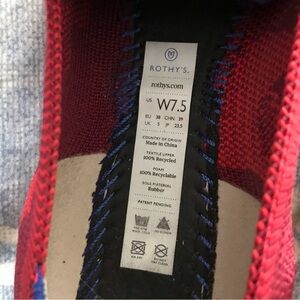 ROTHY'S.
rothys.com
US W7.5
EU 38 CHN 39
UK 5 JP 23.5
COUNTRY OF ORIGIN
Made in China
TEXTILE UPPER
100% Recycled
FOAM
100% Recyclable
SOLE MATERIAL
Rubber
PATENT PENDING